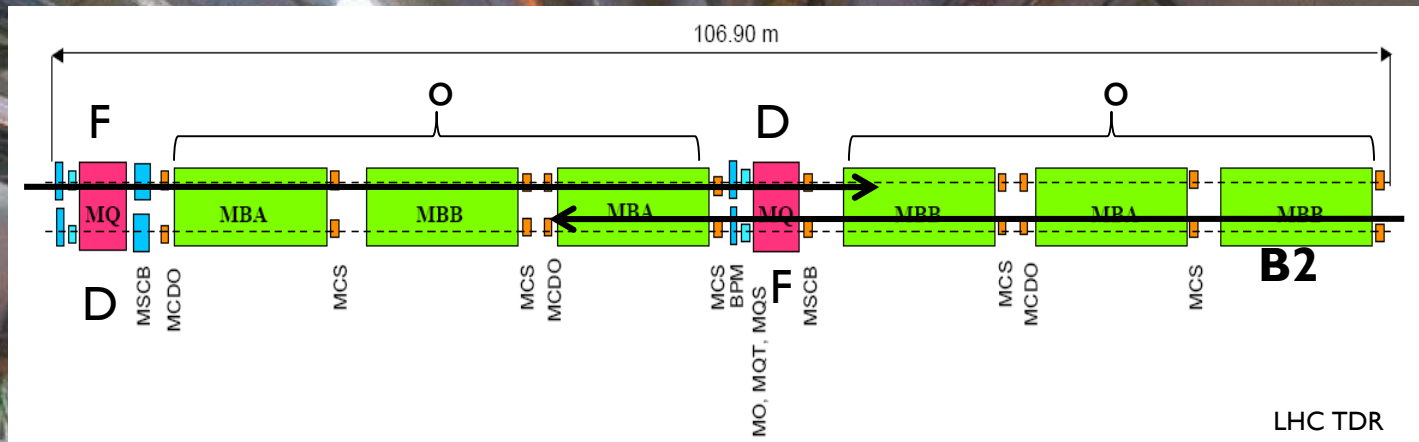 106.90 m
O
O
F
D
MQ
MBA
MBB
MBA
MQ
MBB
MBA
MBB
D
MSCB
MCDO
MCS
MCS
MCDO
MCS
BPM
MO, MQT, MQS
F
MSCB
MCS
MCDO
MCS
B2
LHC TDR